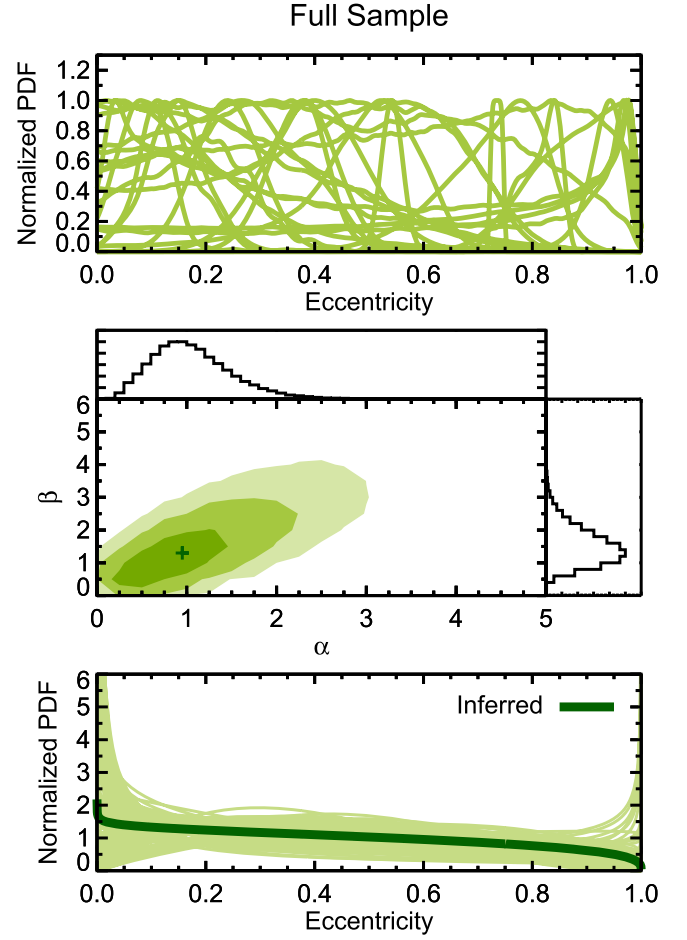 Full Sample
Normalized PDF
1.2
1.0
0.8
0.6
0.4
0.2
0.0
0.0 0.2 0.4 0.6 0.8 1.0
Eccentricity
β
6
5
4
3
2
1
0
0 1 2 3 4 5
α
Normalized PDF
6
5
4
3
2
1
0
Inferred
0.0 0.2 0.4 0.6 0.8 1.0
Eccentricity